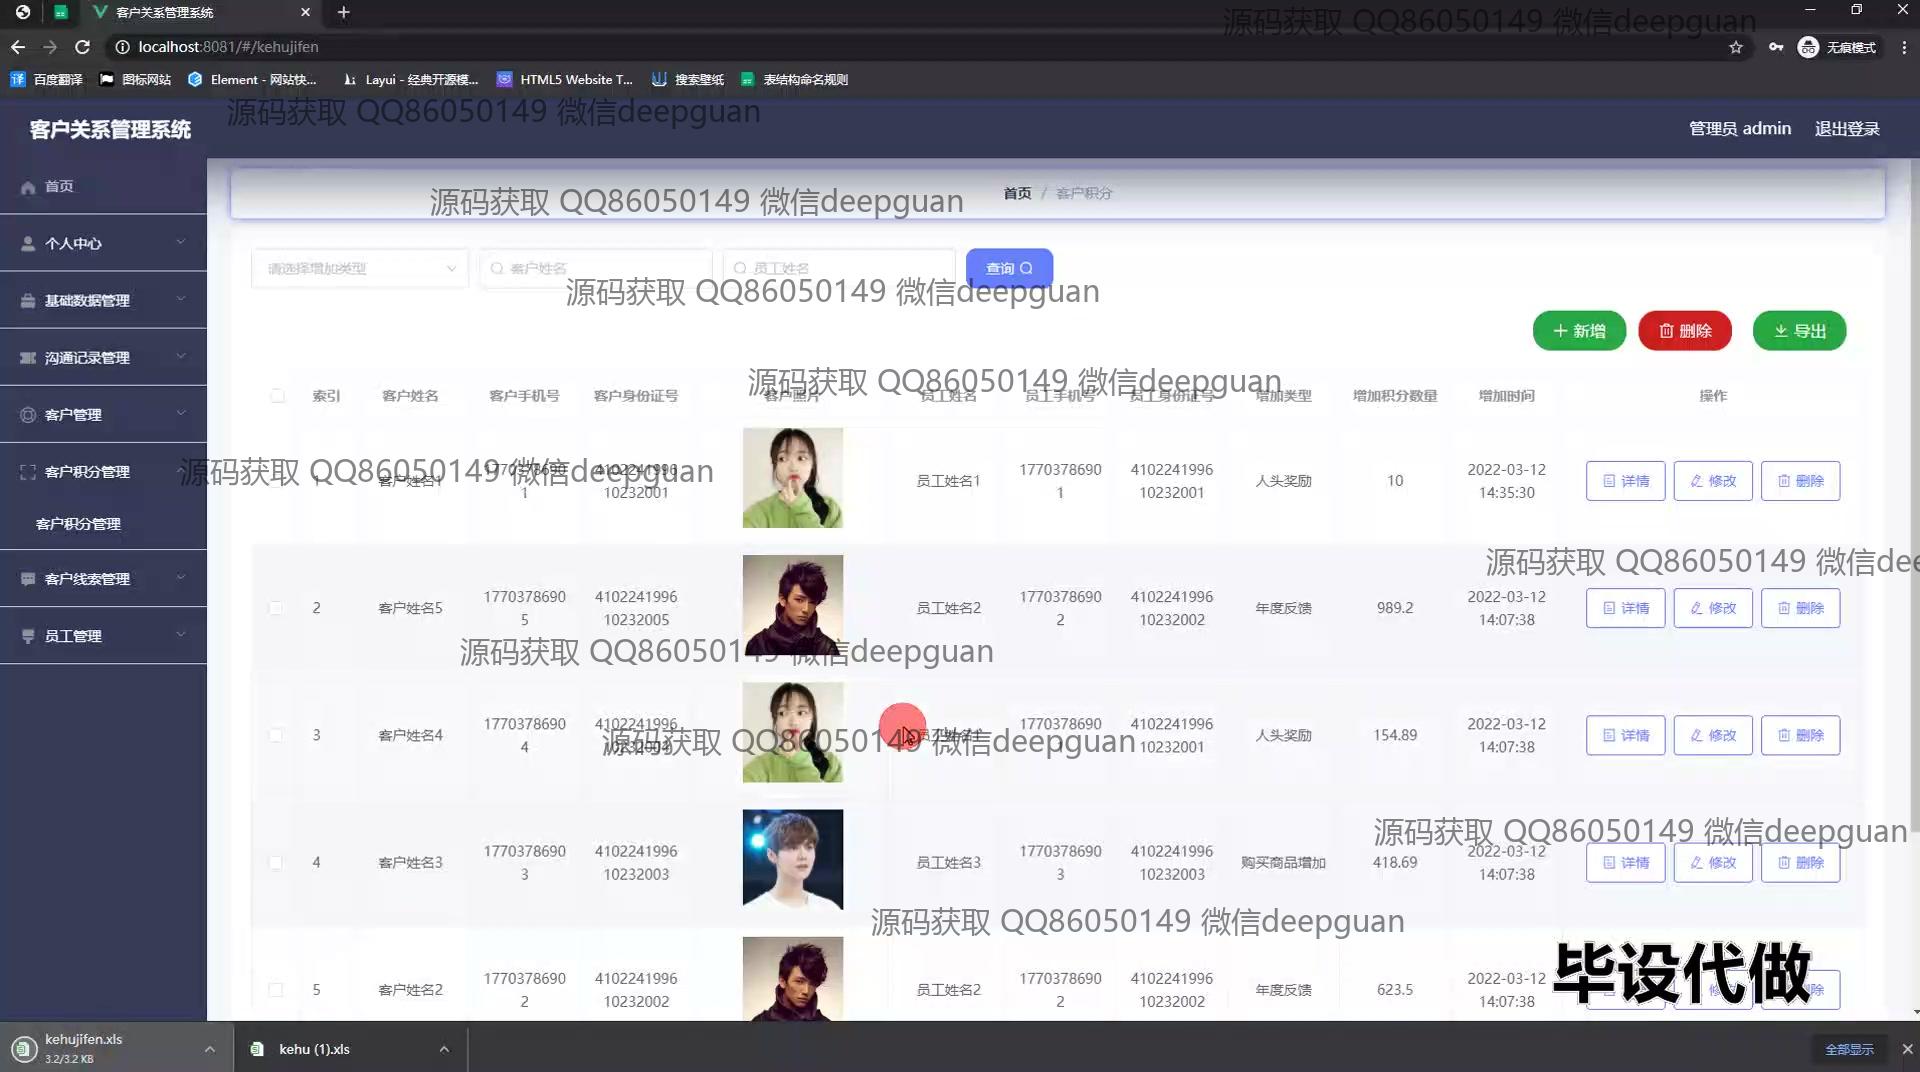 客户关系管理系统
源码获取 QQ86050149 微信deepguan
localhost:8081/#/kehujifen
无痕模式
百度翻译 图标网站 Element - 网站快... Layui - 经典开源模... HTML5 Website T... 搜索壁纸 表结构命名规则
源码获取 QQ86050149 微信deepguan
客户关系管理系统
管理员 admin 退出登录
首页
个人中心
基础数据管理
沟通记录管理
客户管理
客户积分管理
客户积分管理
客户线索管理
员工管理
源码获取 QQ86050149 微信deepguan
首页 / 客户积分
请选择增加类型 客户姓名 员工姓名 查询
源码获取 QQ86050149 微信deepguan
新增 删除 导出
源码获取 QQ86050149 微信deepguan
索引 客户姓名 客户手机号 客户身份证号 客户照片 员工姓名 员工手机号 员工身份证号 增加类型 增加积分数量 增加时间 操作
源码获取 QQ86050149 微信deepguan
1 客户姓名1 17703786901 410224199610232001 员工姓名1 17703786901 410224199610232001 人头奖励 10 2022-03-12 14:35:30 详情 修改 删除
源码获取 QQ86050149 微信dee
2 客户姓名5 17703786905 410224199610232005 员工姓名2 17703786902 410224199610232002 年度反馈 989.2 2022-03-12 14:07:38 详情 修改 删除
源码获取 QQ86050149 微信deepguan
3 客户姓名4 17703786904 410224199610232004 员工姓名1 17703786901 410224199610232001 人头奖励 154.89 2022-03-12 14:07:38 详情 修改 删除
源码获取 QQ86050149 微信deepguan
源码获取 QQ86050149 微信deepguan
4 客户姓名3 17703786903 410224199610232003 员工姓名3 17703786903 410224199610232003 购买商品增加 418.69 2022-03-12 14:07:38 详情 修改 删除
源码获取 QQ86050149 微信deepguan
5 客户姓名2 17703786902 410224199610232002 员工姓名2 17703786902 410224199610232002 年度反馈 623.5 2022-03-12 14:07:38
毕设代做
kehujifen.xls
3.2/3.2 KB
kehu (1).xls
全部显示